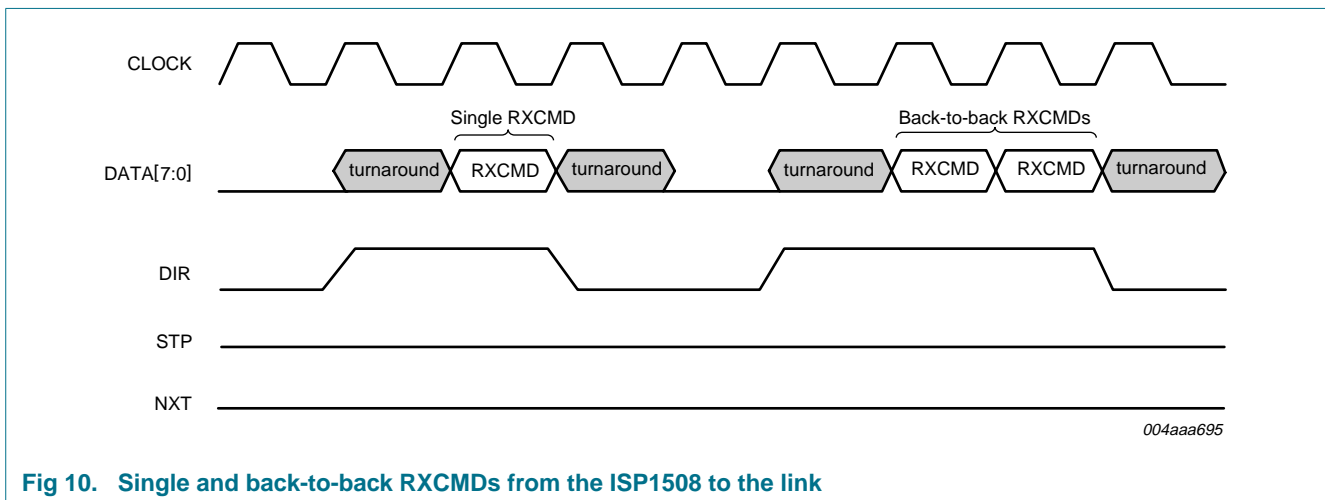 CLOCK
Single RXCMD
Back-to-back RXCMDs
DATA[7:0]
turnaround
RXCMD
turnaround
turnaround
RXCMD
RXCMD
turnaround
DIR
STP
NXT
004aaa695
Fig 10. Single and back-to-back RXCMDs from the ISP1508 to the link